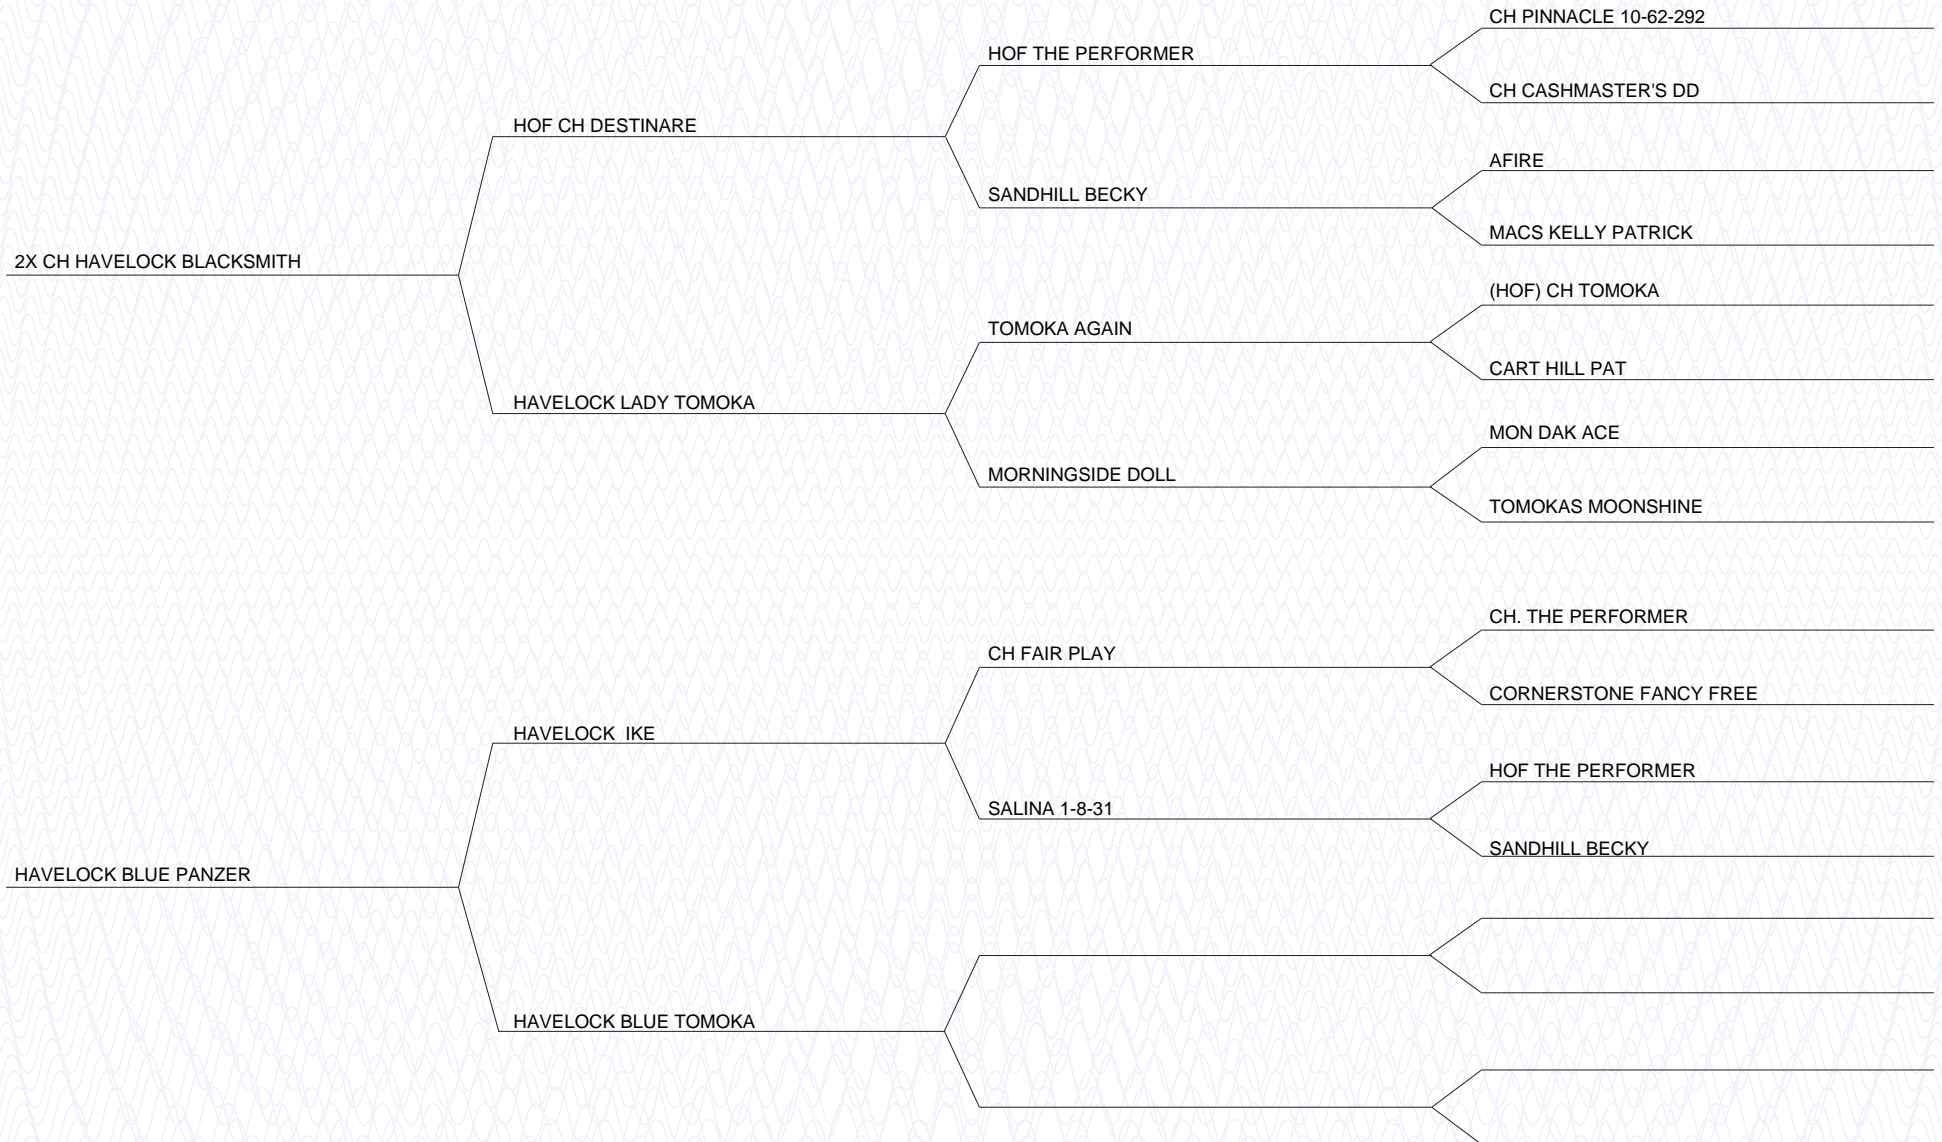 CH PINNACLE 10-62-292
HOF THE PERFORMER
CH CASHMASTER'S DD
HOF CH DESTINARE
AFIRE
SANDHILL BECKY
MACS KELLY PATRICK
2X CH HAVELOCK BLACKSMITH
(HOF) CH TOMOKA
TOMOKA AGAIN
CART HILL PAT
HAVELOCK LADY TOMOKA
MON DAK ACE
MORNINGSIDE DOLL
TOMOKAS MOONSHINE
CH. THE PERFORMER
CH FAIR PLAY
CORNERSTONE FANCY FREE
HAVELOCK  IKE
HOF THE PERFORMER
SALINA 1-8-31
SANDHILL BECKY
HAVELOCK BLUE PANZER
HAVELOCK BLUE TOMOKA